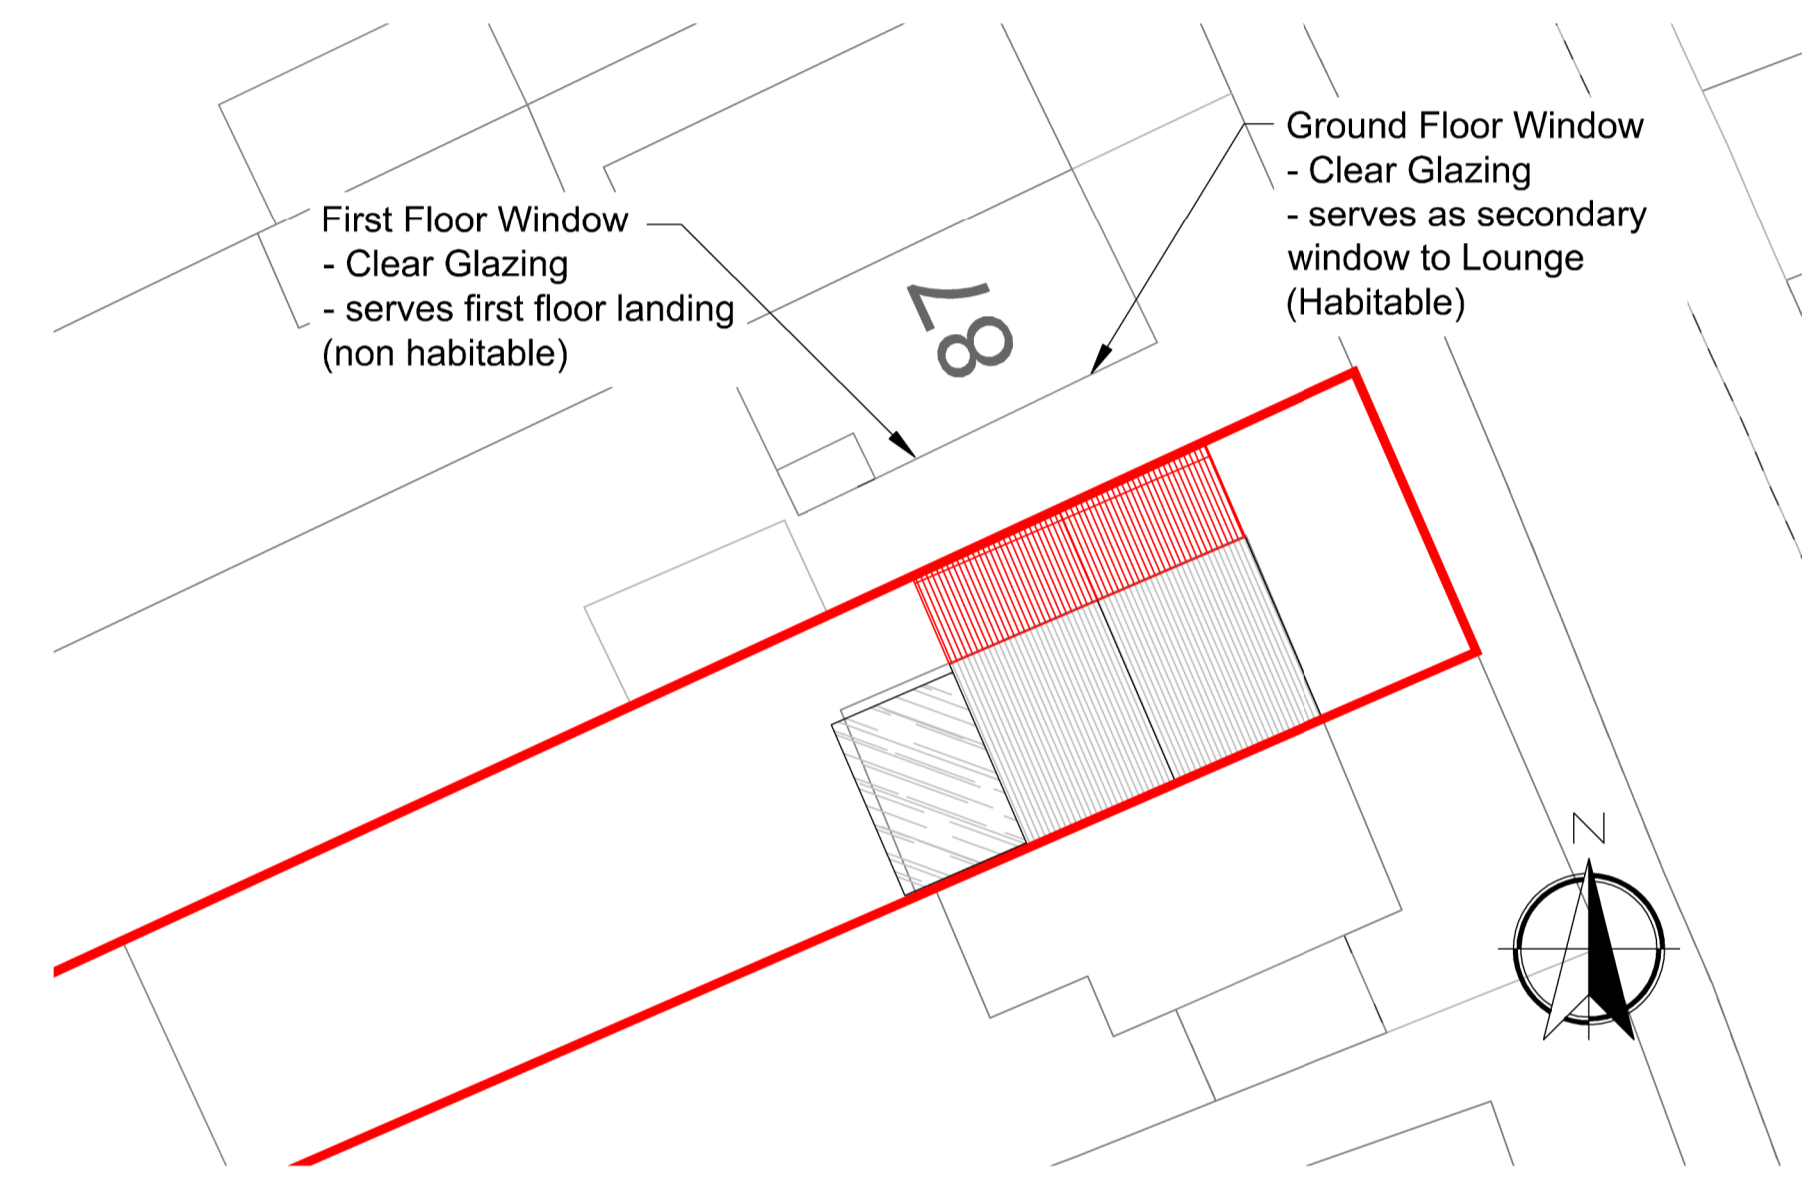 First Floor Window
- Clear Glazing
- serves first floor landing
(non habitable)
Ground Floor Window
- Clear Glazing
- serves as secondary
window to Lounge
(Habitable)
87
N